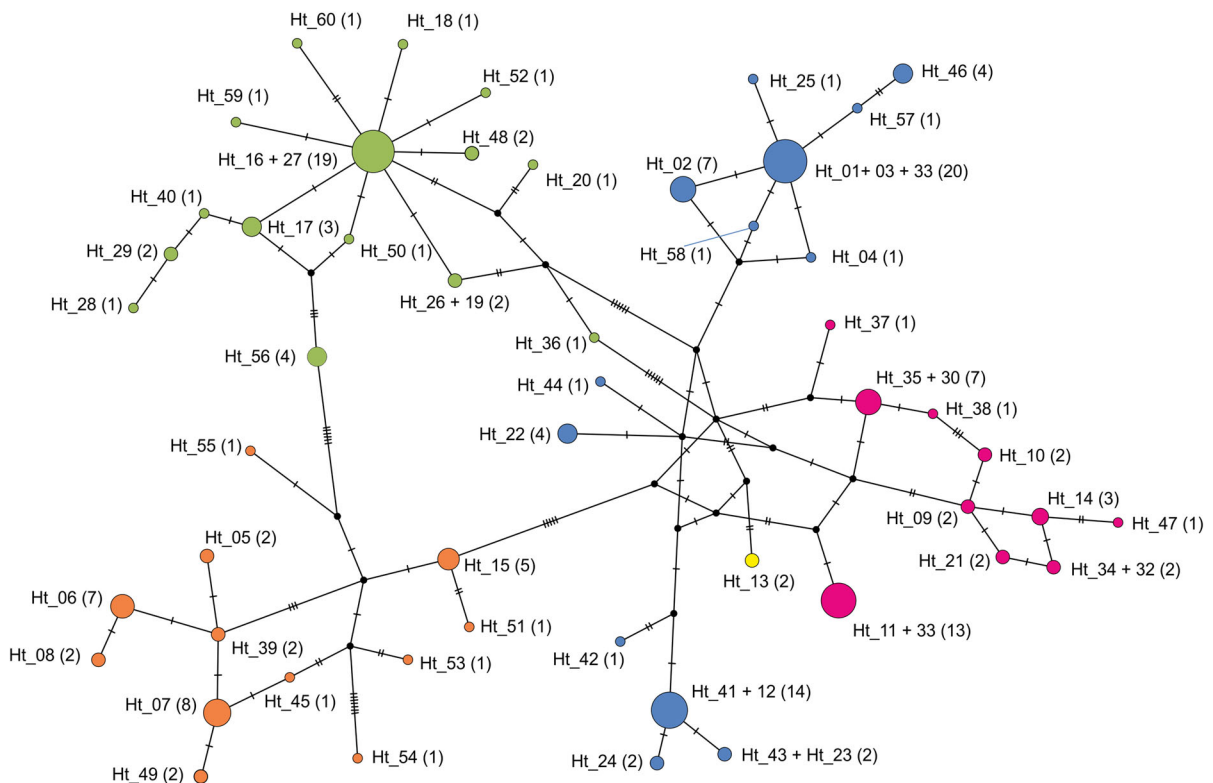 Ht_60 (1)
Ht_18 (1)
Ht_52 (1)
Ht_59 (1)
Ht_48 (2)
Ht_16 + 27 (19)
Ht_20 (1)
Ht_40 (1)
Ht_17 (3)
Ht_29 (2)
Ht_50 (1)
Ht_28 (1)
Ht_26 + 19 (2)
Ht_36 (1)
Ht_56 (4)
Ht_25 (1)
Ht_46 (4)
Ht_57 (1)
Ht_02 (7)
Ht_01+ 03 + 33 (20)
Ht_58 (1)
Ht_04 (1)
Ht_37 (1)
Ht_44 (1)
Ht_35 + 30 (7)
Ht_38 (1)
Ht_22 (4)
Ht_10 (2)
Ht_14 (3)
Ht_09 (2)
Ht_47 (1)
Ht_21 (2)
Ht_34 + 32 (2)
Ht_13 (2)
Ht_11 + 33 (13)
Ht_55 (1)
Ht_05 (2)
Ht_15 (5)
Ht_06 (7)
Ht_51 (1)
Ht_08 (2)
Ht_39 (2)
Ht_53 (1)
Ht_07 (8)
Ht_45 (1)
Ht_54 (1)
Ht_49 (2)
Ht_42 (1)
Ht_41 + 12 (14)
Ht_24 (2)
Ht_43 + Ht_23 (2)